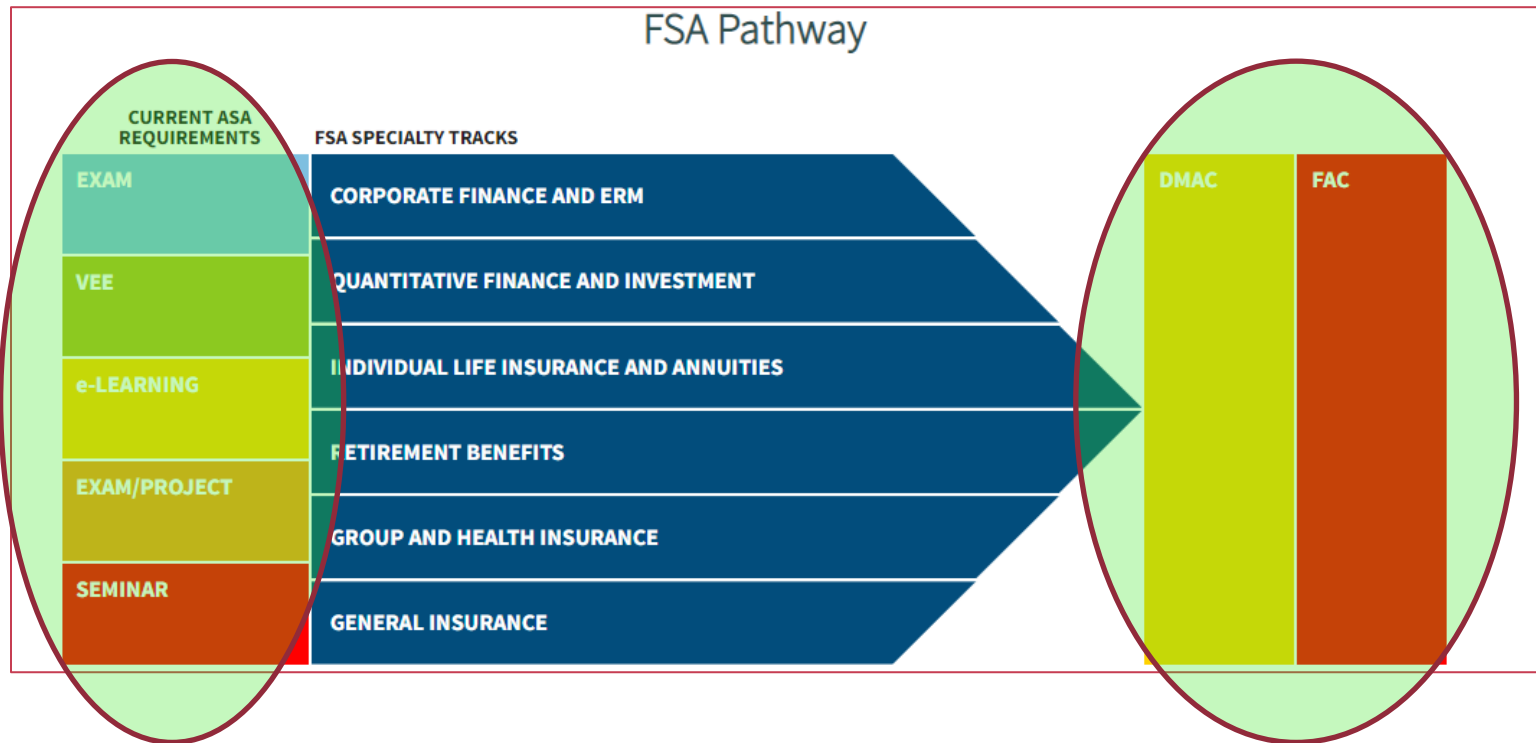 FSA Pathway
CURRENT ASA
REQUIREMENTS
FSA SPECIALTY TRACKS
EXAM
VEE
e-LEARNING
EXAM/PROJECT
SEMINAR
CORPORATE FINANCE AND ERM
QUANTITATIVE FINANCE AND INVESTMENT
INDIVIDUAL LIFE INSURANCE AND ANNUITIES
RETIREMENT BENEFITS
GROUP AND HEALTH INSURANCE
GENERAL INSURANCE
DMAC
FAC